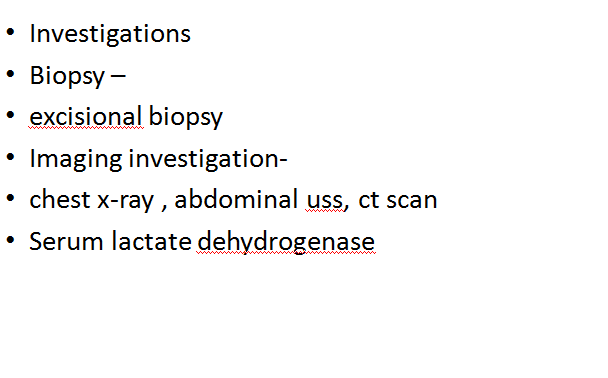 • Investigations
• Biopsy –
• excisional biopsy
• Imaging investigation-
• chest x-ray , abdominal uss, ct scan
• Serum lactate dehydrogenase